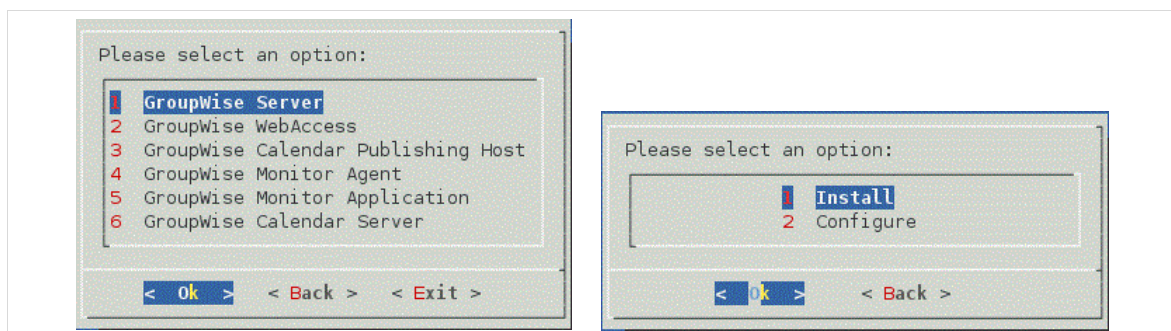 Please select an option:
1 GroupWise Server
2 GroupWise WebAccess
3 GroupWise Calendar Publishing Host
4 GroupWise Monitor Agent
5 GroupWise Monitor Application
6 GroupWise Calendar Server
< Ok > < Back > < Exit >
Please select an option:
1 Install
2 Configure
< Ok > < Back >